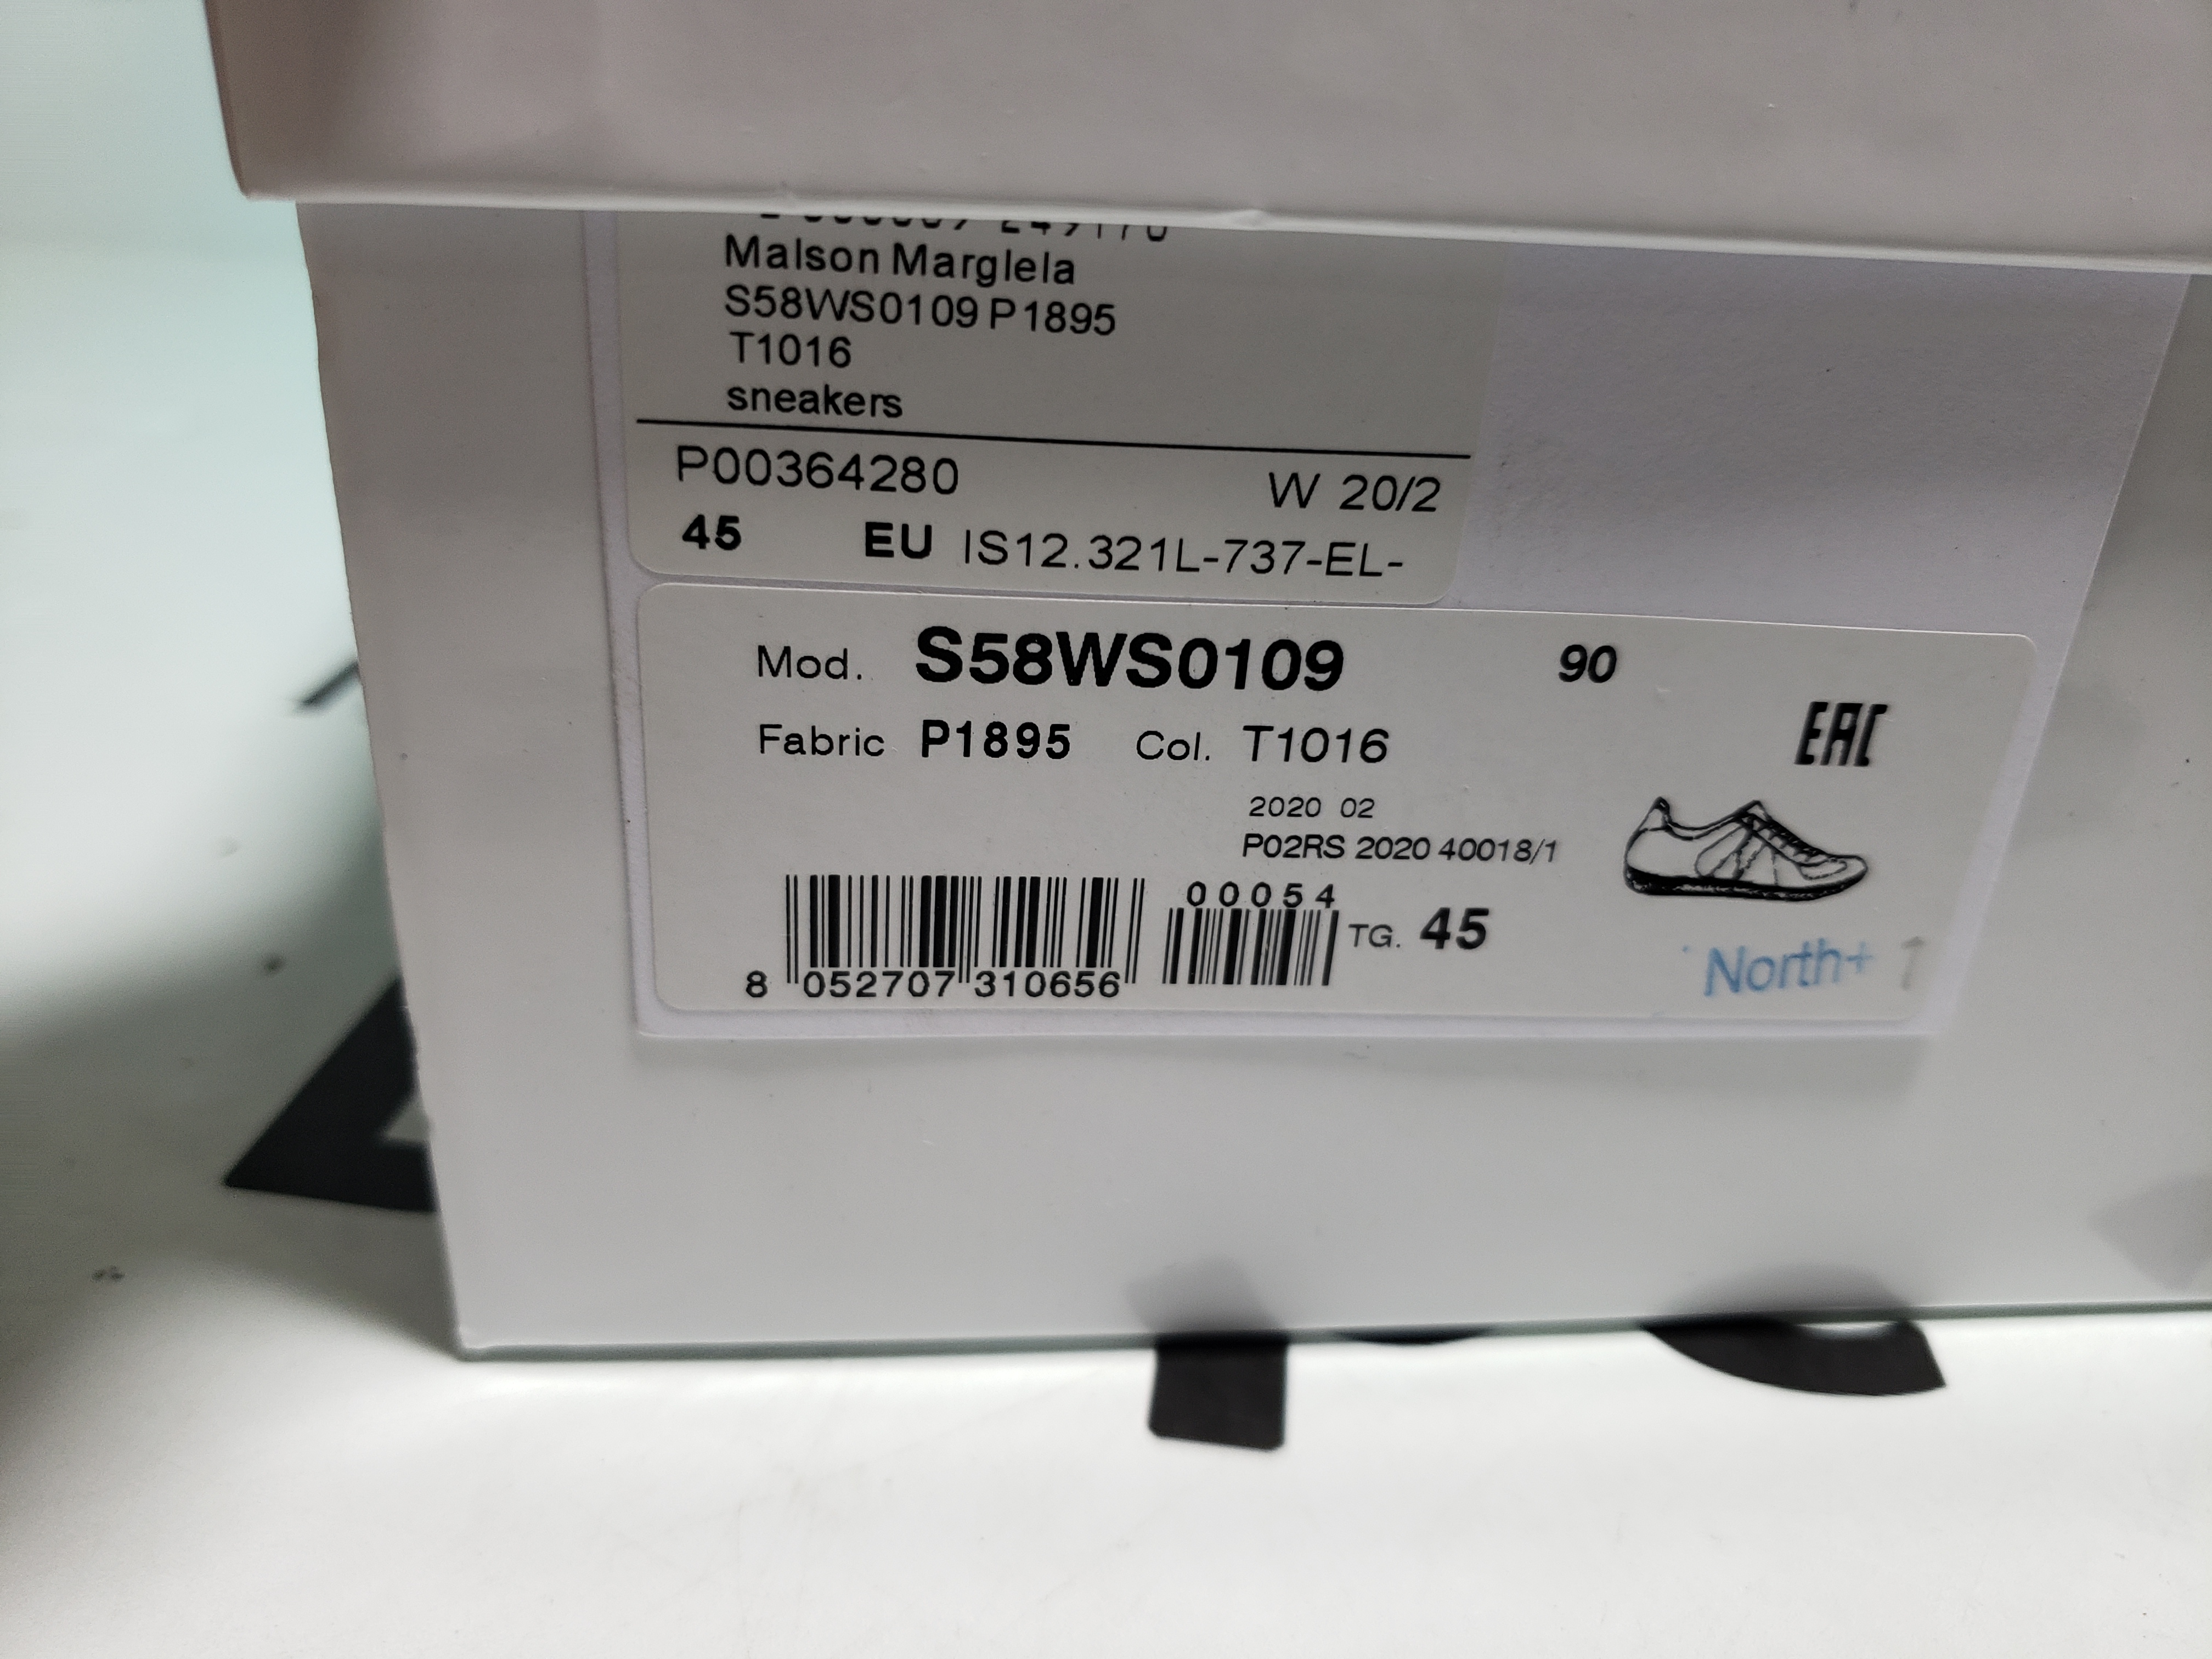 Malson Marglela
S58WS0109 P1895
T1016
sneakers
P00364280 W 20/2
45 EU IS12.321L-737-EL-
Mod. S58WS0109 90
Fabric P1895 Col. T1016
EAC
2020 02
P02RS 2020 40018/1
00054
TG. 45
8 052707 310656
North+ 1